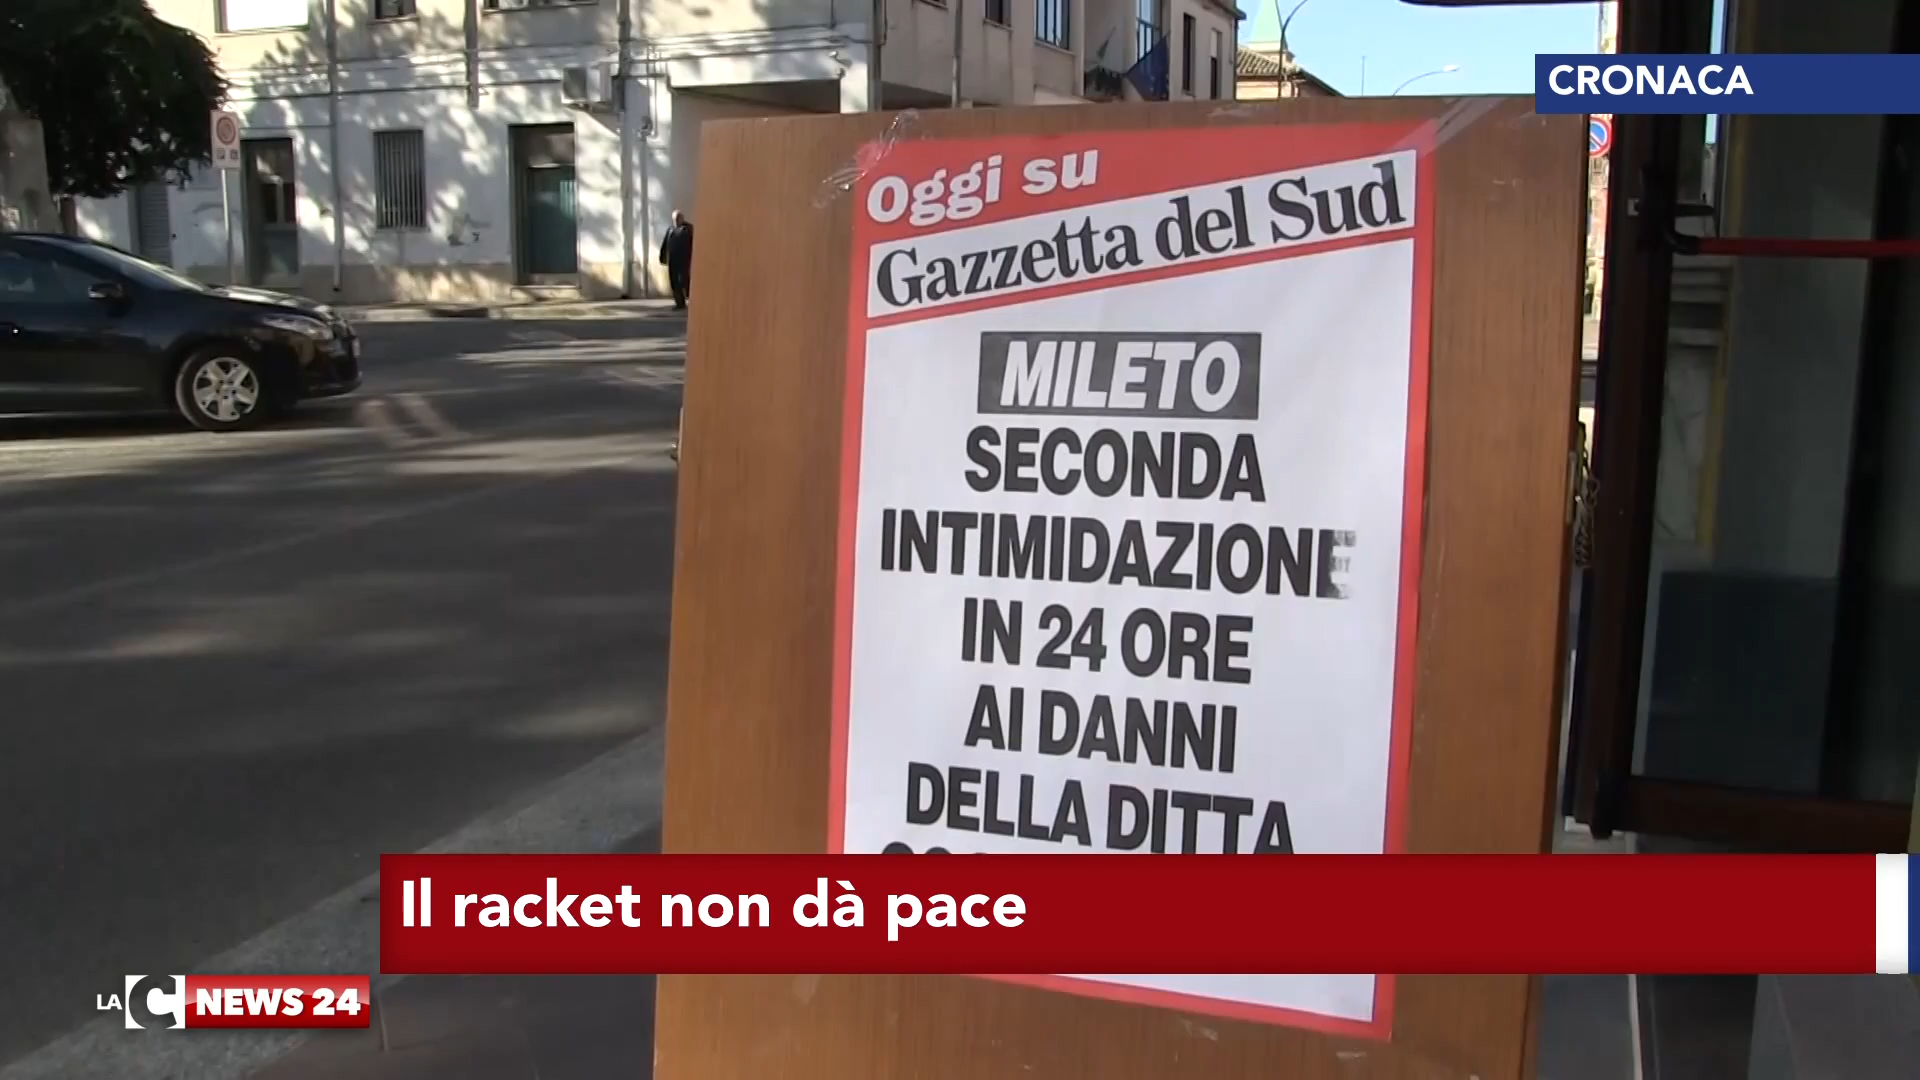 CRONACA
Oggi su
Gazzetta del Sud
MILETO
SECONDA
INTIMIDAZIONE
IN 24 ORE
AI DANNI
DELLA DITTA
Il racket non dà pace
LA C NEWS 24